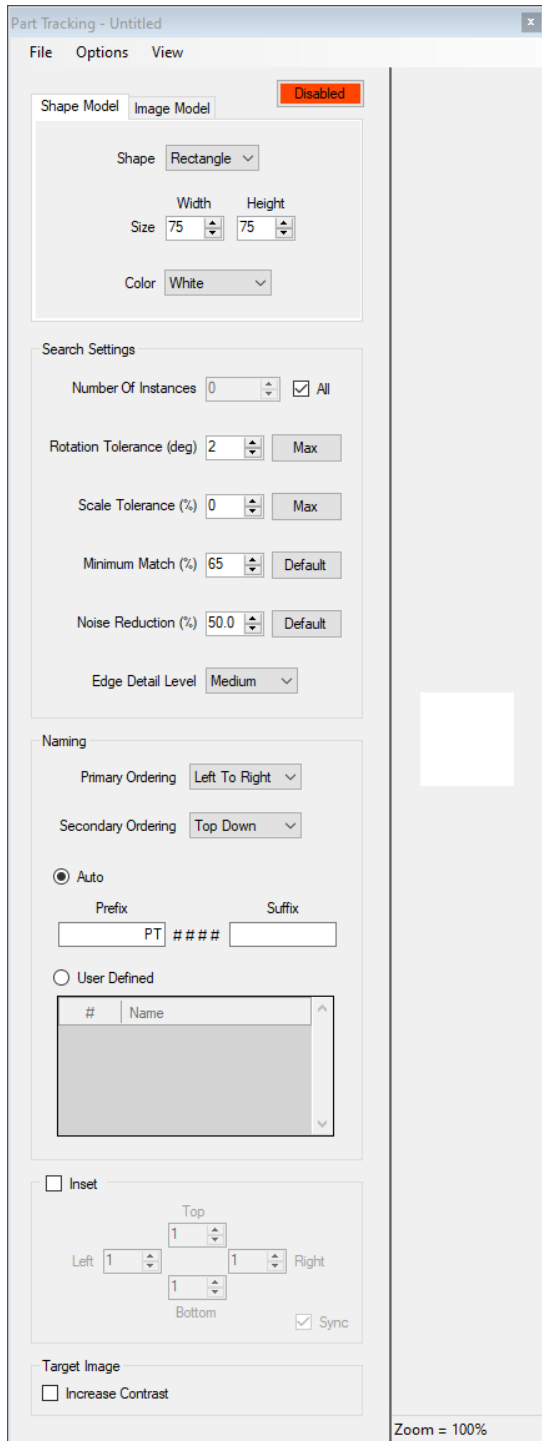 Part Tracking - Untitled
x
File Options View
Disabled
Shape Model Image Model
Shape Rectangle
Width Height
Size 75 75
Color White
Search Settings
Number Of Instances 0 All
Rotation Tolerance (deg) 2 Max
Scale Tolerance (%) 0 Max
Minimum Match (%) 65 Default
Noise Reduction (%) 50.0 Default
Edge Detail Level Medium
Naming
Primary Ordering Left To Right
Secondary Ordering Top Down
Auto
Prefix Suffix
PT ####
User Defined
# Name
Inset
Top
1
Left 1 1 Right
1
Bottom
Sync
Target Image
Increase Contrast
Zoom = 100%